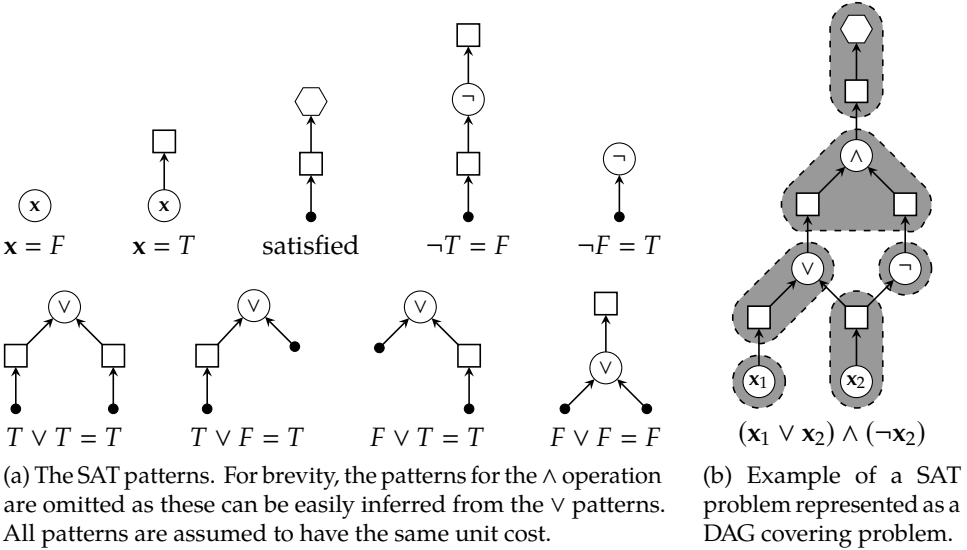 ¬
∧
x
x
¬
x = F
x = T
satisfied
¬T = F
¬F = T
∨
¬
∨
∨
∨
∨
x₁
x₂
T ∨ T = T
T ∨ F = T
F ∨ T = T
F ∨ F = F
(x₁ ∨ x₂) ∧ (¬x₂)
(a) The SAT patterns. For brevity, the patterns for the ∧ operation
are omitted as these can be easily inferred from the ∨ patterns.
All patterns are assumed to have the same unit cost.
(b) Example of a SAT
problem represented as a
DAG covering problem.